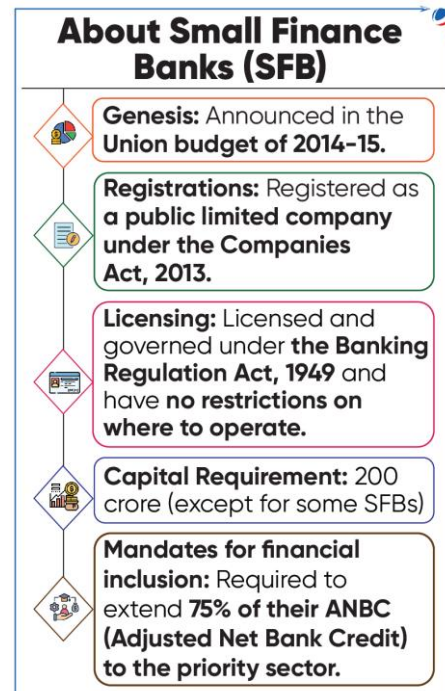 About Small Finance
Banks (SFB)
Genesis: Announced in the
Union budget of 2014-15.
Registrations: Registered as
a public limited company
under the Companies
Act, 2013.
Licensing: Licensed and
governed under the Banking
Regulation Act, 1949 and
have no restrictions on
where to operate.
Capital Requirement: 200
crore (except for some SFBs)
Mandates for financial
inclusion: Required to
extend 75% of their ANBC
(Adjusted Net Bank Credit)
to the priority sector.